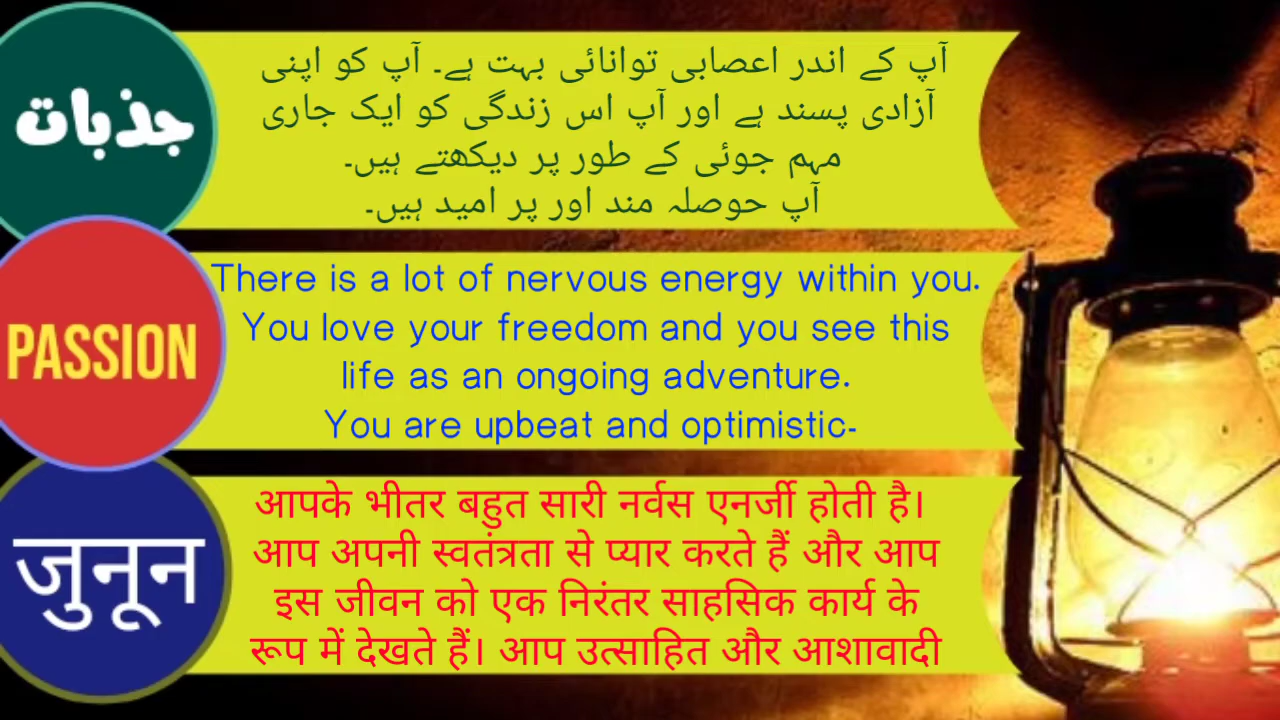 جذبات
آپ کے اندر اعصابی توانائی بہت ہے۔ آپ کو اپنی
آزادی پسند ہے اور آپ اس زندگی کو ایک جاری
مہم جوئی کے طور پر دیکھتے ہیں۔
آپ حوصلہ مند اور پر امید ہیں۔
PASSION
There is a lot of nervous energy within you.
You love your freedom and you see this
life as an ongoing adventure.
You are upbeat and optimistic.
जुनून
आपके भीतर बहुत सारी नर्वस एनर्जी होती है।
आप अपनी स्वतंत्रता से प्यार करते हैं और आप
इस जीवन को एक निरंतर साहसिक कार्य के
रूप में देखते हैं। आप उत्साहित और आशावादी